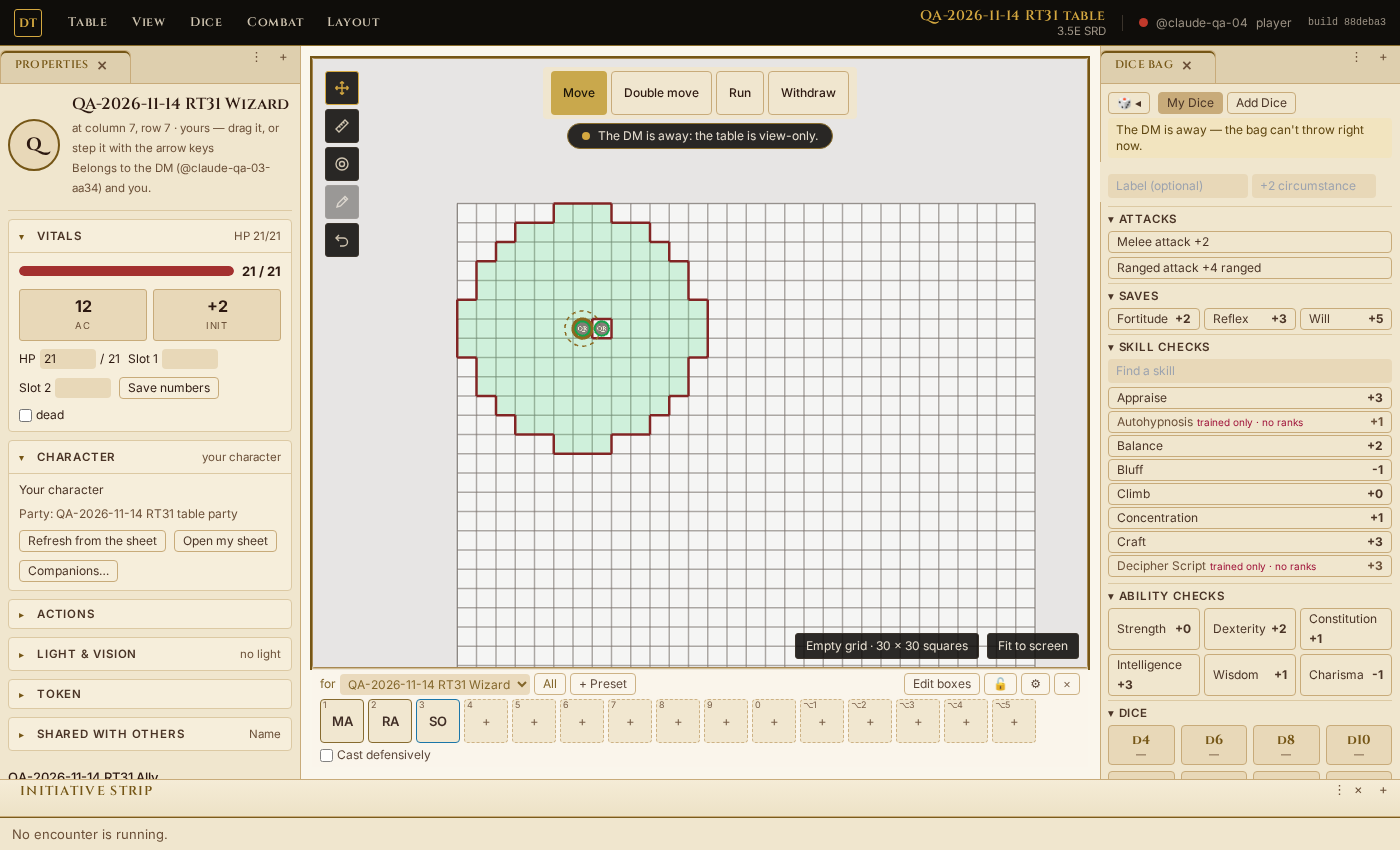 DT
TABLE
VIEW
DICE
COMBAT
LAYOUT
QA-2026-11-14 RT31 TABLE
3.5E SRD
@claude-qa-04 player
build 88deba3
PROPERTIES ×
QA-2026-11-14 RT31 WIZARD
Q
at column 7, row 7 · yours — drag it, or
step it with the arrow keys
Belongs to the DM (@claude-qa-03-
aa34) and you.
VITALS
HP 21/21
21 / 21
12
AC
+2
INIT
HP 21 / 21 Slot 1
Slot 2
Save numbers
dead
CHARACTER
your character
Your character
Party: QA-2026-11-14 RT31 table party
Refresh from the sheet
Open my sheet
Companions...
ACTIONS
LIGHT & VISION
no light
TOKEN
SHARED WITH OTHERS
Name
QA-2026-11-14 RT31 Ally
Move
Double move
Run
Withdraw
The DM is away: the table is view-only.
Empty grid · 30 × 30 squares
Fit to screen
for QA-2026-11-14 RT31 Wizard
All
+ Preset
Edit boxes
×
1 MA
2 RA
3 SO
4 +
5 +
6 +
7 +
8 +
9 +
0 +
⌥1 +
⌥2 +
⌥3 +
⌥4 +
⌥5 +
Cast defensively
DICE BAG ×
My Dice
Add Dice
The DM is away — the bag can't throw right
now.
Label (optional)
+2 circumstance
ATTACKS
Melee attack +2
Ranged attack +4 ranged
SAVES
Fortitude +2
Reflex +3
Will +5
SKILL CHECKS
Find a skill
Appraise +3
Autohypnosis trained only · no ranks +1
Balance +2
Bluff -1
Climb +0
Concentration +1
Craft +3
Decipher Script trained only · no ranks +3
ABILITY CHECKS
Strength +0
Dexterity +2
Constitution
+1
Intelligence
+3
Wisdom +1
Charisma -1
DICE
D4
—
D6
—
D8
—
D10
—
INITIATIVE STRIP
No encounter is running.